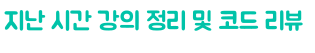 지난 시간 강의 정리 및 코드 리뷰